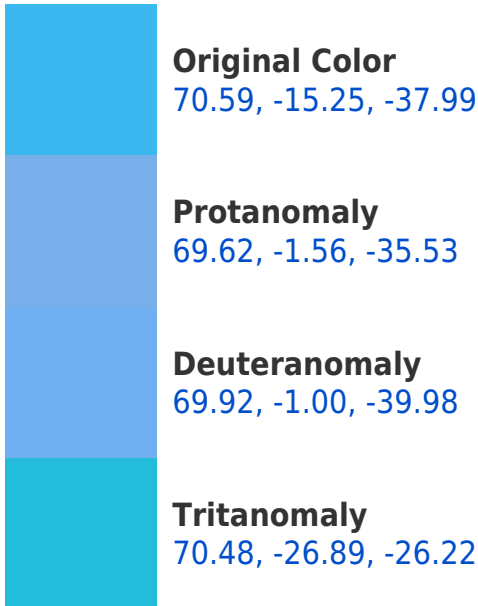 Original Color
70.59, -15.25, -37.99
Protanomaly
69.62, -1.56, -35.53
Deuteranomaly
69.92, -1.00, -39.98
Tritanomaly
70.48, -26.89, -26.22